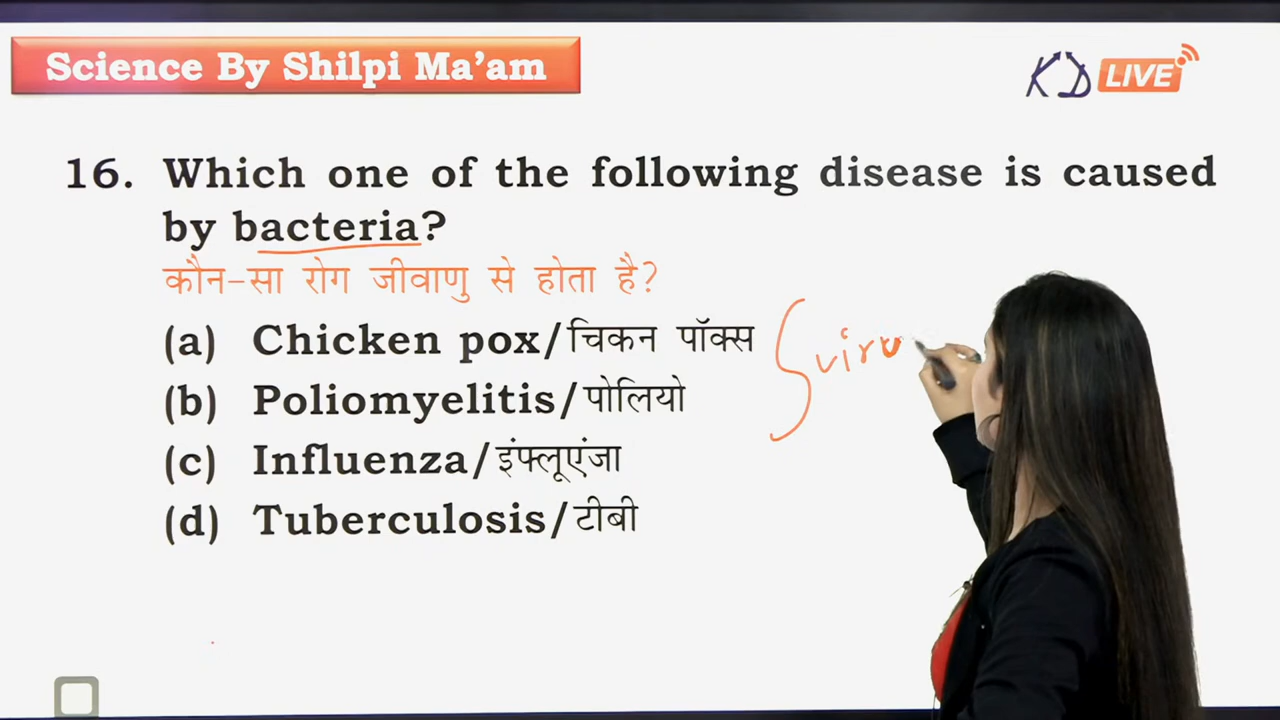 Science By Shilpi Ma'am
KD LIVE
16. Which one of the following disease is caused
by bacteria?
कौन-सा रोग जीवाणु से होता है?
(a) Chicken pox/चिकन पॉक्स
viru
(b) Poliomyelitis/पोलियो
(c) Influenza/इंफ्लूएंजा
(d) Tuberculosis/टीबी